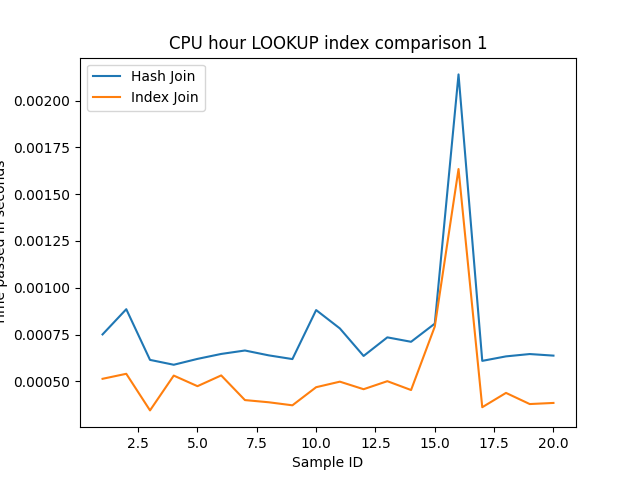 CPU hour LOOKUP index comparison 1
Hash Join
Index Join
0.00200
0.00175
0.00150
0.00125
0.00100
0.00075
0.00050
passed in seconds
2.5 5.0 7.5 10.0 12.5 15.0 17.5 20.0
Sample ID